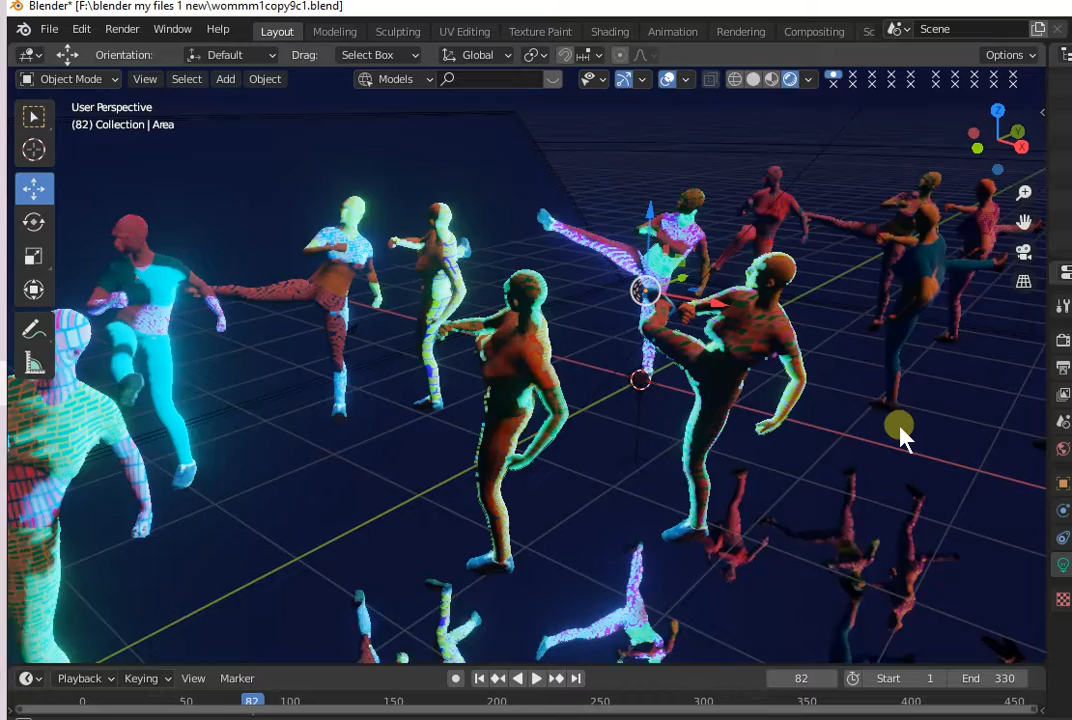 Blender* [F:\blender my files 1 new\wommm1copy9c1.blend]
File Edit Render Window Help Layout Modeling Sculpting UV Editing Texture Paint Shading Animation Rendering Compositing Sc Scene
Orientation: Default Drag: Select Box Global Options
Object Mode View Select Add Object Models
User Perspective
(82) Collection | Area
Z
Y
X
Playback Keying View Marker 82 Start 1 End 330
0 50 82 100 150 200 250 300 350 400 450